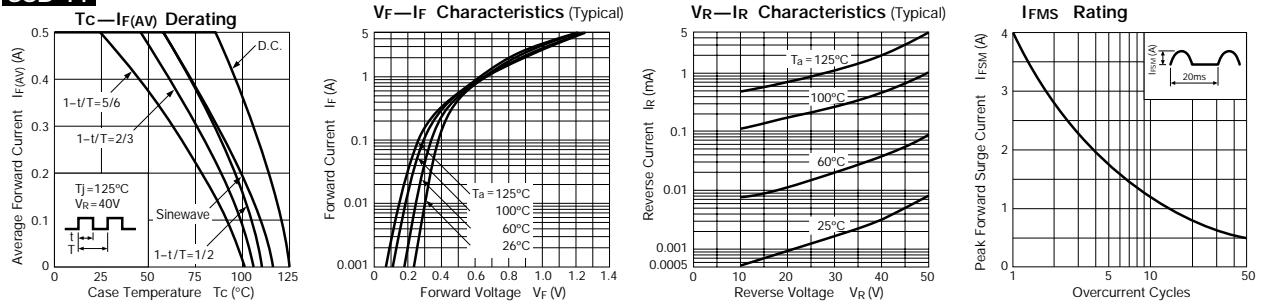 Tc—IF(AV) Derating
Average Forward Current IF(AV) (A)
0.5
0.4
0.3
0.2
0.1
0
D.C.
1–t/T=5/6
1–t/T=2/3
Tj=125ºC
VR=40V
t
T
Sinewave
1–t/T=1/2
0
25
50
75
100
125
Case Temperature Tc (ºC)
VF—IF Characteristics (Typical)
Forward Current IF (A)
5
1
0.1
0.01
0.001
Ta=125ºC
100ºC
60ºC
26ºC
0
0.2
0.4
0.6
0.8
1.0
1.2
1.4
Forward Voltage VF (V)
VR—IR Characteristics (Typical)
Reverse Current IR (mA)
5
1
0.1
0.01
0.001
0.0005
Ta=125ºC
100ºC
60ºC
25ºC
0
10
20
30
40
50
Reverse Voltage VR (V)
IFMS Rating
Peak Forward Surge Current IFSM (A)
4
3
2
1
0
IFSM (A)
20ms
1
5
10
50
Overcurrent Cycles